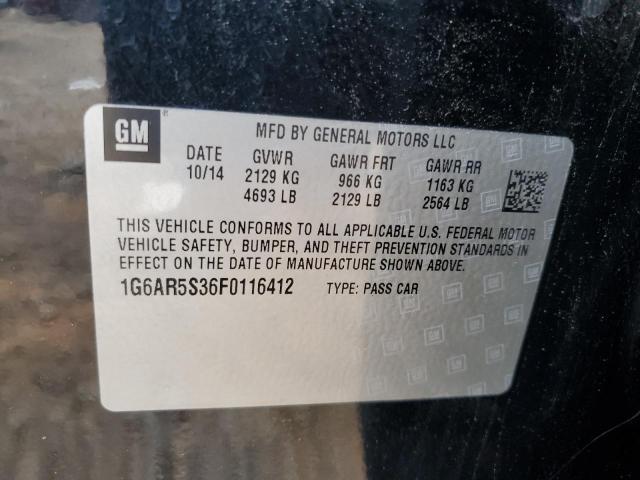 GM
MFD BY GENERAL MOTORS LLC
DATE GVWR GAWR FRT GAWR RR
10/14 2129 KG 966 KG 1163 KG
4693 LB 2129 LB 2564 LB
THIS VEHICLE CONFORMS TO ALL APPLICABLE U.S. FEDERAL MOTOR
VEHICLE SAFETY, BUMPER, AND THEFT PREVENTION STANDARDS IN
EFFECT ON THE DATE OF MANUFACTURE SHOWN ABOVE.
1G6AR5S36F0116412 TYPE: PASS CAR